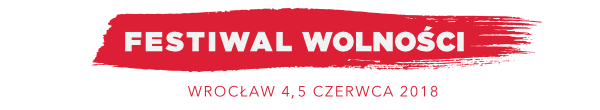 FESTIWAL WOLNOŚCI
WROCŁAW 4,5 CZERWCA 2018